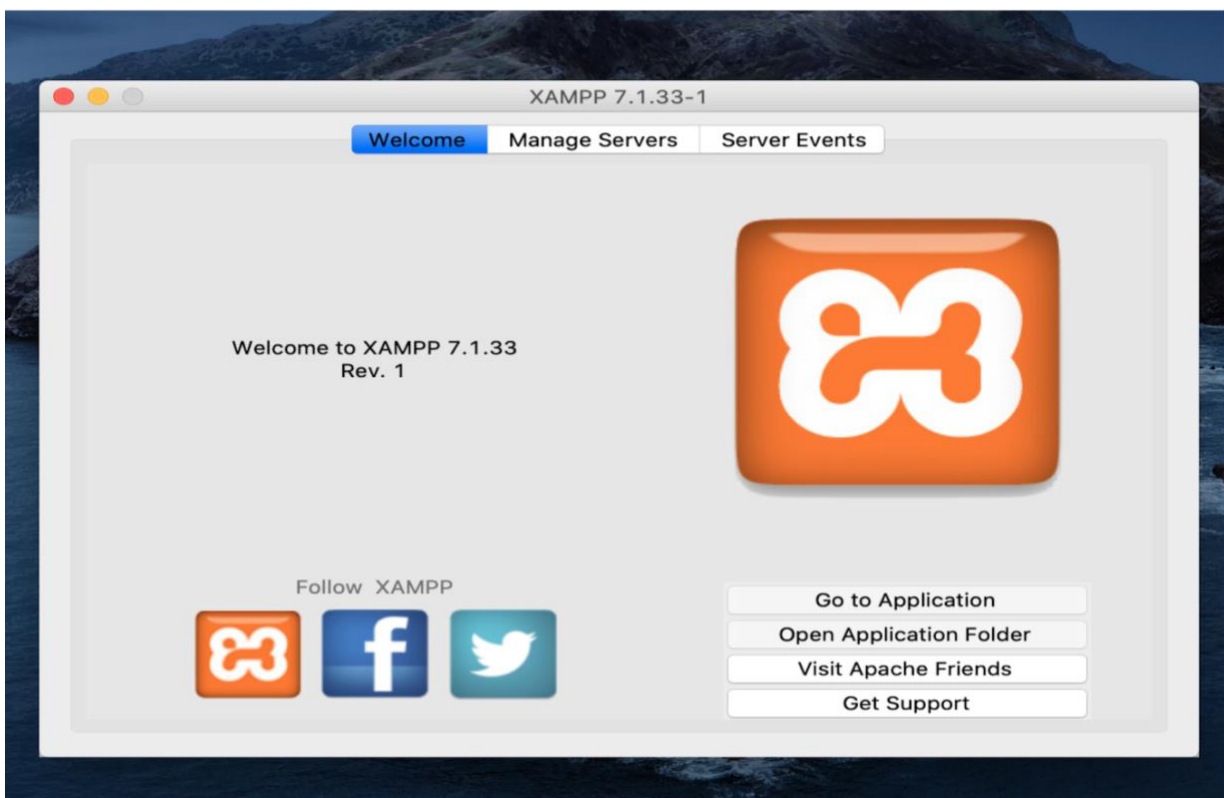 XAMPP 7.1.33-1
Welcome
Manage Servers
Server Events
Welcome to XAMPP 7.1.33
Rev. 1
Follow XAMPP
Go to Application
Open Application Folder
Visit Apache Friends
Get Support